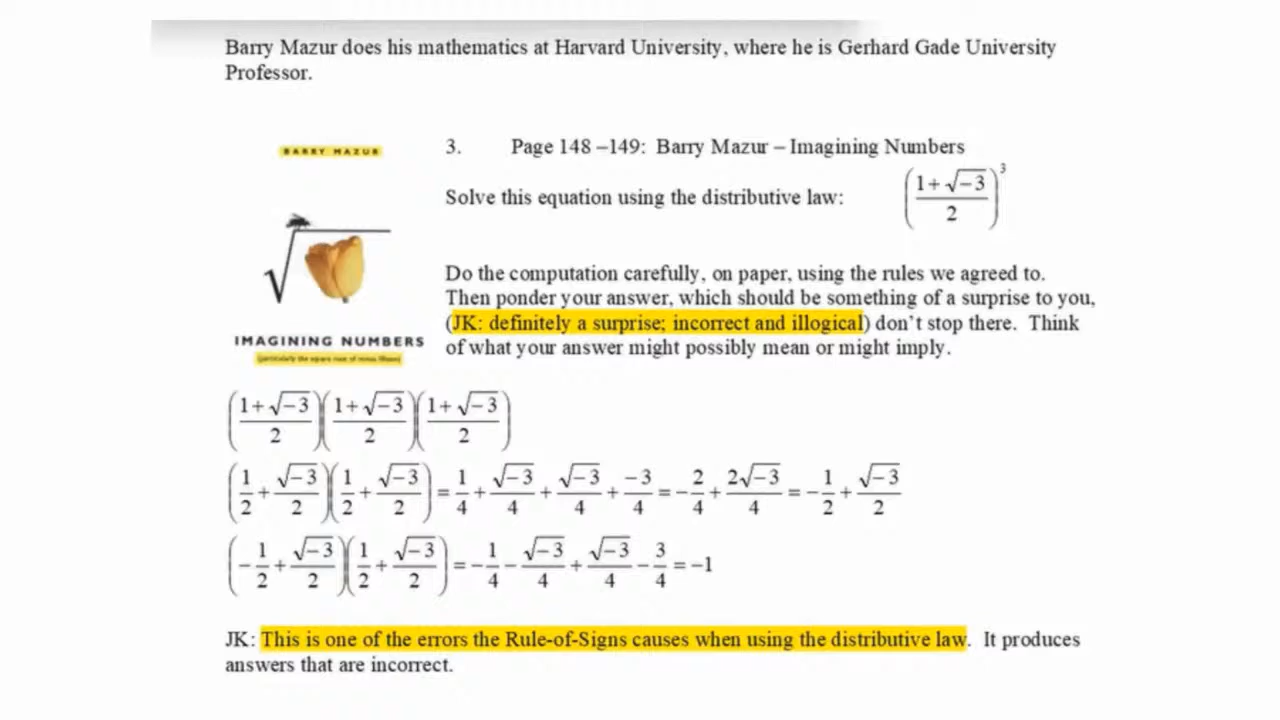 Barry Mazur does his mathematics at Harvard University, where he is Gerhard Gade University
Professor.
BARRY MAZUR
3. Page 148 –149: Barry Mazur – Imagining Numbers
Solve this equation using the distributive law: ((1+√−3)/2)³
Do the computation carefully, on paper, using the rules we agreed to.
Then ponder your answer, which should be something of a surprise to you,
(JK: definitely a surprise; incorrect and illogical) don't stop there. Think
of what your answer might possibly mean or might imply.
IMAGINING NUMBERS
(particularly the square root of minus fifteen)
((1+√−3)/2)((1+√−3)/2)((1+√−3)/2)
(1/2+√−3/2)(1/2+√−3/2)=1/4+√−3/4+√−3/4+−3/4=−2/4+2√−3/4=−1/2+√−3/2
(−1/2+√−3/2)(1/2+√−3/2)=−1/4−√−3/4+√−3/4−3/4=−1
JK: This is one of the errors the Rule-of-Signs causes when using the distributive law. It produces
answers that are incorrect.